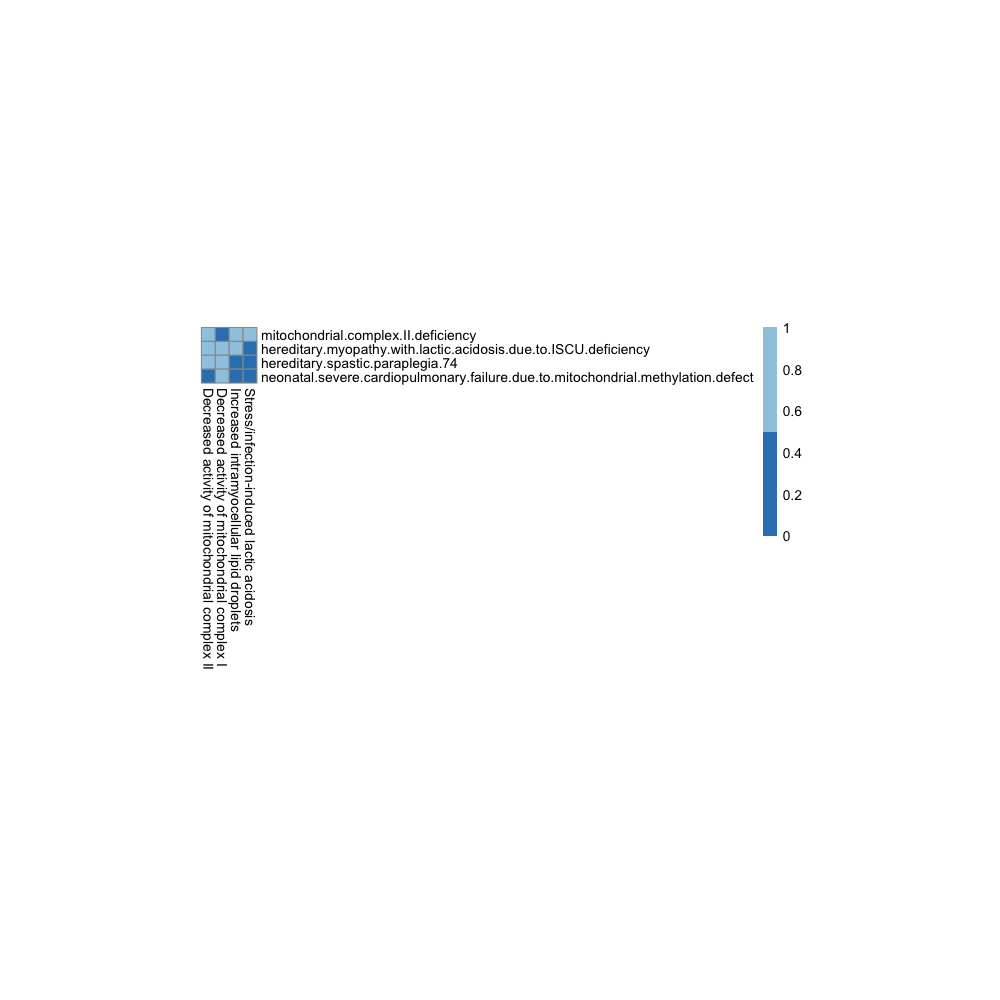 mitochondrial.complex.II.deficiency
hereditary.myopathy.with.lactic.acidosis.due.to.ISCU.deficiency
hereditary.spastic.paraplegia.74
neonatal.severe.cardiopulmonary.failure.due.to.mitochondrial.methylation.defect
Decreased activity of mitochondrial complex II
Decreased activity of mitochondrial complex I
Increased intramyocellular lipid droplets
Stress/infection-induced lactic acidosis
1
0.8
0.6
0.4
0.2
0